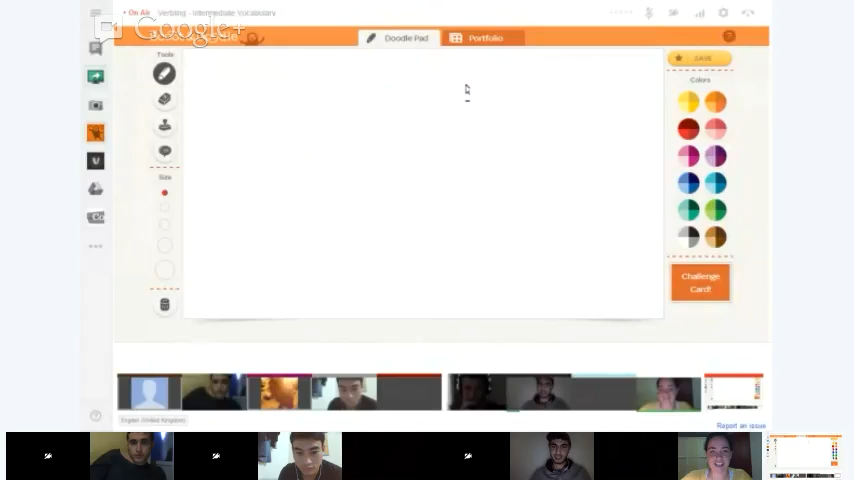 • On Air Verbling - Intermediate Vocabulary
Google+
Doodle Pad
Portfolio
Tools
SAVE
Colors
Size
Challenge
Card!
English (United Kingdom)
Report an issue